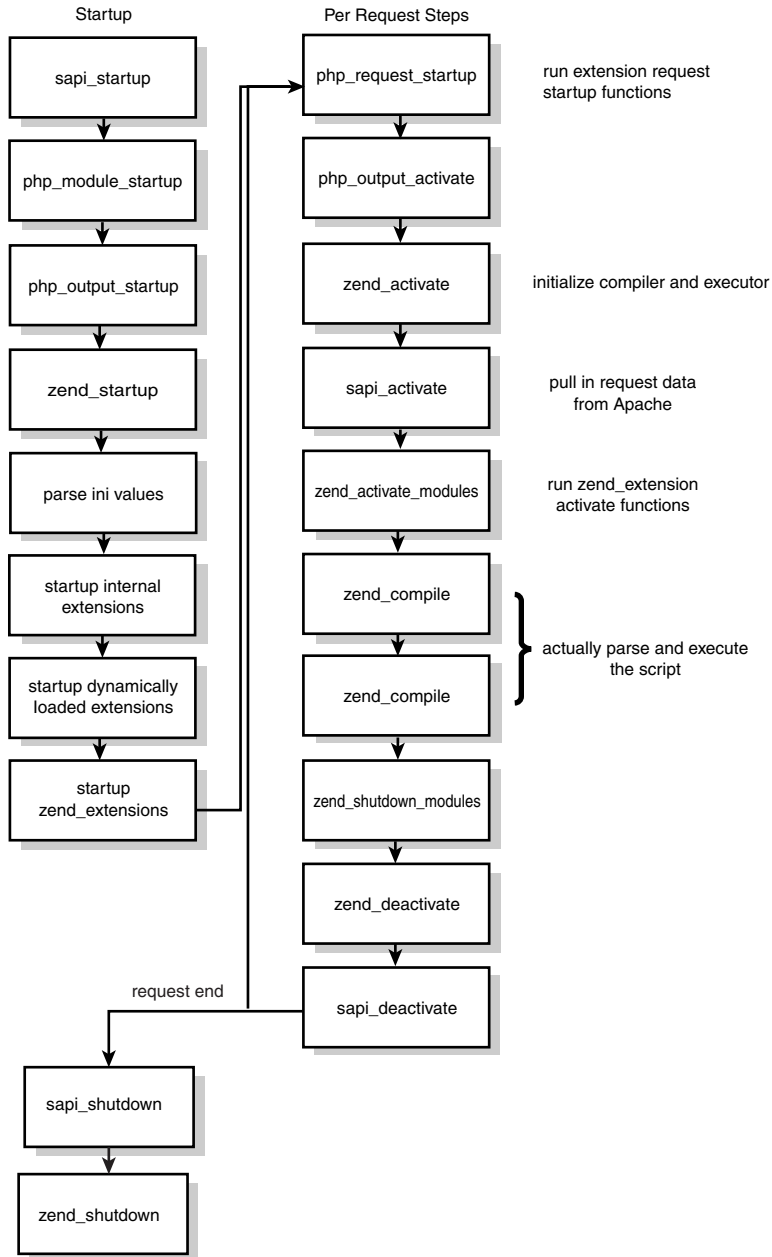 Startup
sapi_startup
php_module_startup
php_output_startup
zend_startup
parse ini values
startup internal
extensions
startup dynamically
loaded extensions
startup
zend_extensions
Per Request Steps
php_request_startup
run extension request
startup functions
php_output_activate
zend_activate
initialize compiler and executor
sapi_activate
pull in request data
from Apache
zend_activate_modules
run zend_extension
activate functions
zend_compile
zend_compile
actually parse and execute
the script
zend_shutdown_modules
zend_deactivate
sapi_deactivate
request end
sapi_shutdown
zend_shutdown